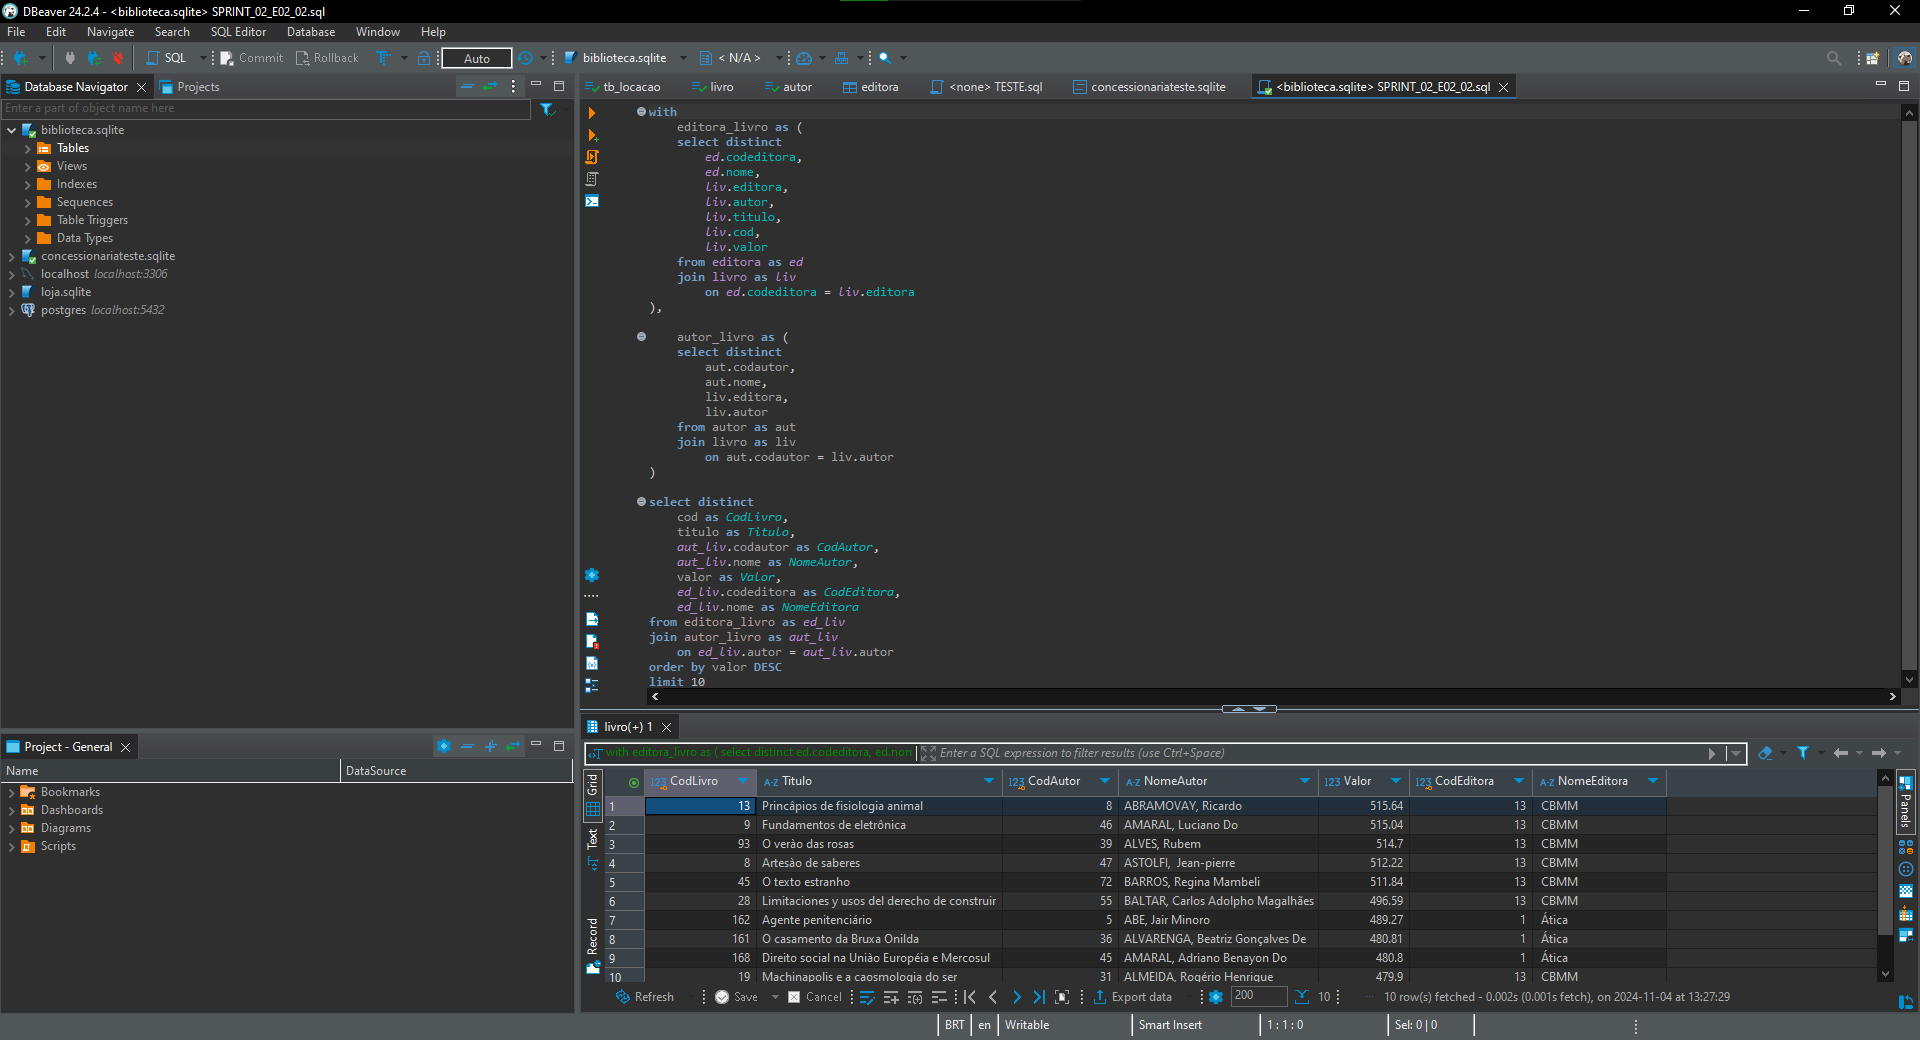 DBeaver 24.2.4 - <biblioteca.sqlite> SPRINT_02_E02_02.sql
File Edit Navigate Search SQL Editor Database Window Help
SQL Commit Rollback Auto biblioteca.sqlite < N/A >
Database Navigator Projects
Enter a part of object name here
biblioteca.sqlite
Tables
Views
Indexes
Sequences
Table Triggers
Data Types
concessionariateste.sqlite
localhost localhost:3306
loja.sqlite
postgres localhost:5432
Project - General
Name DataSource
Bookmarks
Dashboards
Diagrams
Scripts
tb_locacao livro autor editora <none> TESTE.sql concessionariateste.sqlite <biblioteca.sqlite> SPRINT_02_E02_02.sql
with
editora_livro as (
select distinct
ed.codeditora,
ed.nome,
liv.editora,
liv.autor,
liv.titulo,
liv.cod,
liv.valor
from editora as ed
join livro as liv
on ed.codeditora = liv.editora
),
autor_livro as (
select distinct
aut.codautor,
aut.nome,
liv.editora,
liv.autor
from autor as aut
join livro as liv
on aut.codautor = liv.autor
)
select distinct
cod as CodLivro,
titulo as Titulo,
aut_liv.codautor as CodAutor,
aut_liv.nome as NomeAutor,
valor as Valor,
ed_liv.codeditora as CodEditora,
ed_liv.nome as NomeEditora
from editora_livro as ed_liv
join autor_livro as aut_liv
on ed_liv.autor = aut_liv.autor
order by valor DESC
limit 10
livro(+) 1
with editora_livro as ( select distinct ed.codeditora, ed.nom Enter a SQL expression to filter results (use Ctrl+Space)
Grid
Text
Record
Panels
123 CodLivro A-Z Titulo 123 CodAutor A-Z NomeAutor 123 Valor 123 CodEditora A-Z NomeEditora
1 13 Princâpios de fisiologia animal 8 ABRAMOVAY, Ricardo 515.64 13 CBMM
2 9 Fundamentos de eletrônica 46 AMARAL, Luciano Do 515.04 13 CBMM
3 93 O verào das rosas 39 ALVES, Rubem 514.7 13 CBMM
4 8 Artesào de saberes 47 ASTOLFI, Jean-pierre 512.22 13 CBMM
5 45 O texto estranho 72 BARROS, Regina Mambeli 511.84 13 CBMM
6 28 Limitaciones y usos del derecho de construir 55 BALTAR, Carlos Adolpho Magalhães 496.59 13 CBMM
7 162 Agente penitenciário 5 ABE, Jair Minoro 489.27 1 Ática
8 161 O casamento da Bruxa Onilda 36 ALVARENGA, Beatriz Gonçalves De 480.81 1 Ática
9 168 Direito social na Uniào Européia e Mercosul 45 AMARAL, Adriano Benayon Do 480.8 1 Ática
10 19 Machinapolis e a caosmologia do ser 31 ALMEIDA, Rogério Henrique 479.9 13 CBMM
Refresh Save Cancel Export data 200 10 10 row(s) fetched - 0.002s (0.001s fetch), on 2024-11-04 at 13:27:29
BRT en Writable Smart Insert 1 : 1 : 0 Sel: 0 | 0